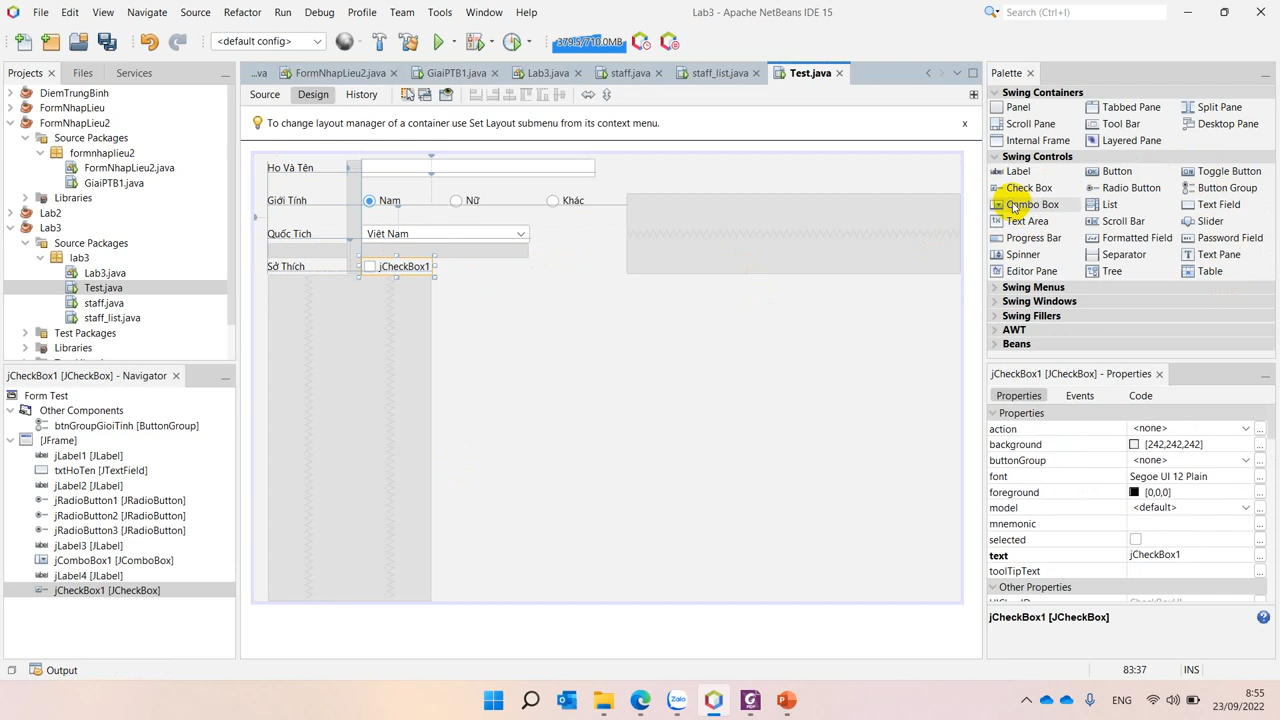 File Edit View Navigate Source Refactor Run Debug Profile Team Tools Window Help Lab3 - Apache NetBeans IDE 15 Search (Ctrl+I)
<default config> 379.5/710.0MB
Projects Files Services
...va FormNhapLieu2.java GiaiPTB1.java Lab3.java staff.java staff_list.java Test.java
Palette
DiemTrungBinh
FormNhapLieu
FormNhapLieu2
Source Packages
formnhaplieu2
FormNhapLieu2.java
GiaiPTB1.java
Libraries
Lab2
Lab3
Source Packages
lab3
Lab3.java
Test.java
staff.java
staff_list.java
Test Packages
Libraries
Source Design History
To change layout manager of a container use Set Layout submenu from its context menu. x
Ho Và Tên
Giới Tính Nam Nữ Khác
Quốc Tịch Việt Nam
Sở Thích jCheckBox1
Swing Containers
Panel Tabbed Pane Split Pane
Scroll Pane Tool Bar Desktop Pane
Internal Frame Layered Pane
Swing Controls
Label Button Toggle Button
Check Box Radio Button Button Group
Combo Box List Text Field
Text Area Scroll Bar Slider
Progress Bar Formatted Field Password Field
Spinner Separator Text Pane
Editor Pane Tree Table
Swing Menus
Swing Windows
Swing Fillers
AWT
Beans
jCheckBox1 [JCheckBox] - Navigator
Form Test
Other Components
btnGroupGioiTinh [ButtonGroup]
[JFrame]
jLabel1 [JLabel]
txtHoTen [JTextField]
jLabel2 [JLabel]
jRadioButton1 [JRadioButton]
jRadioButton2 [JRadioButton]
jRadioButton3 [JRadioButton]
jLabel3 [JLabel]
jComboBox1 [JComboBox]
jLabel4 [JLabel]
jCheckBox1 [JCheckBox]
jCheckBox1 [JCheckBox] - Properties
Properties Events Code
Properties
action <none> ...
background [242,242,242] ...
buttonGroup <none> ...
font Segoe UI 12 Plain ...
foreground [0,0,0] ...
model <default> ...
mnemonic ...
selected ...
text jCheckBox1 ...
toolTipText ...
Other Properties
jCheckBox1 [JCheckBox]
Output
83:37 INS
ENG 8:55
23/09/2022